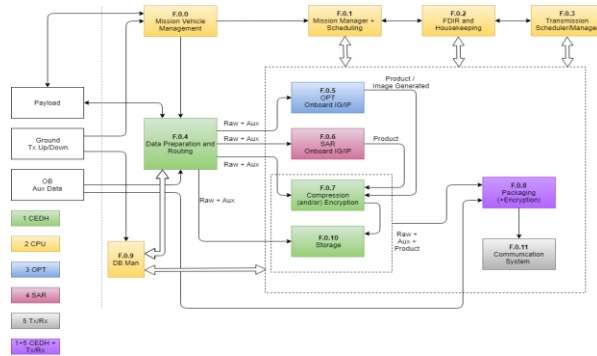 F.0.0
Mission Vehicle
Management
F.0.1
Mission Manager +
Scheduling
F.0.2
FDIR and
Housekeeping
F.0.3
Transmission
Scheduler/Manager
Product /
Image Generated
F.0.5
OPT
Onboard IG/IP
Payload
Raw + Aux
F.0.4
Data Preparation and
Routing
Raw + Aux
F.0.6
SAR
Onboard IG/IP
Product
Ground
Tx Up/Down
Raw + Aux
OB
Aux Data
F.0.7
Compression
(and/or) Encryption
F.0.8
Packaging
(+Encryption)
Raw + Aux
1 CEDH
F.0.10
Storage
Raw +
Aux +
Product
2 CPU
F.0.9
DB Man
F.0.11
Communication
System
3 OPT
4 SAR
5 Tx/Rx
1+5 CEDH +
Tx/Rx